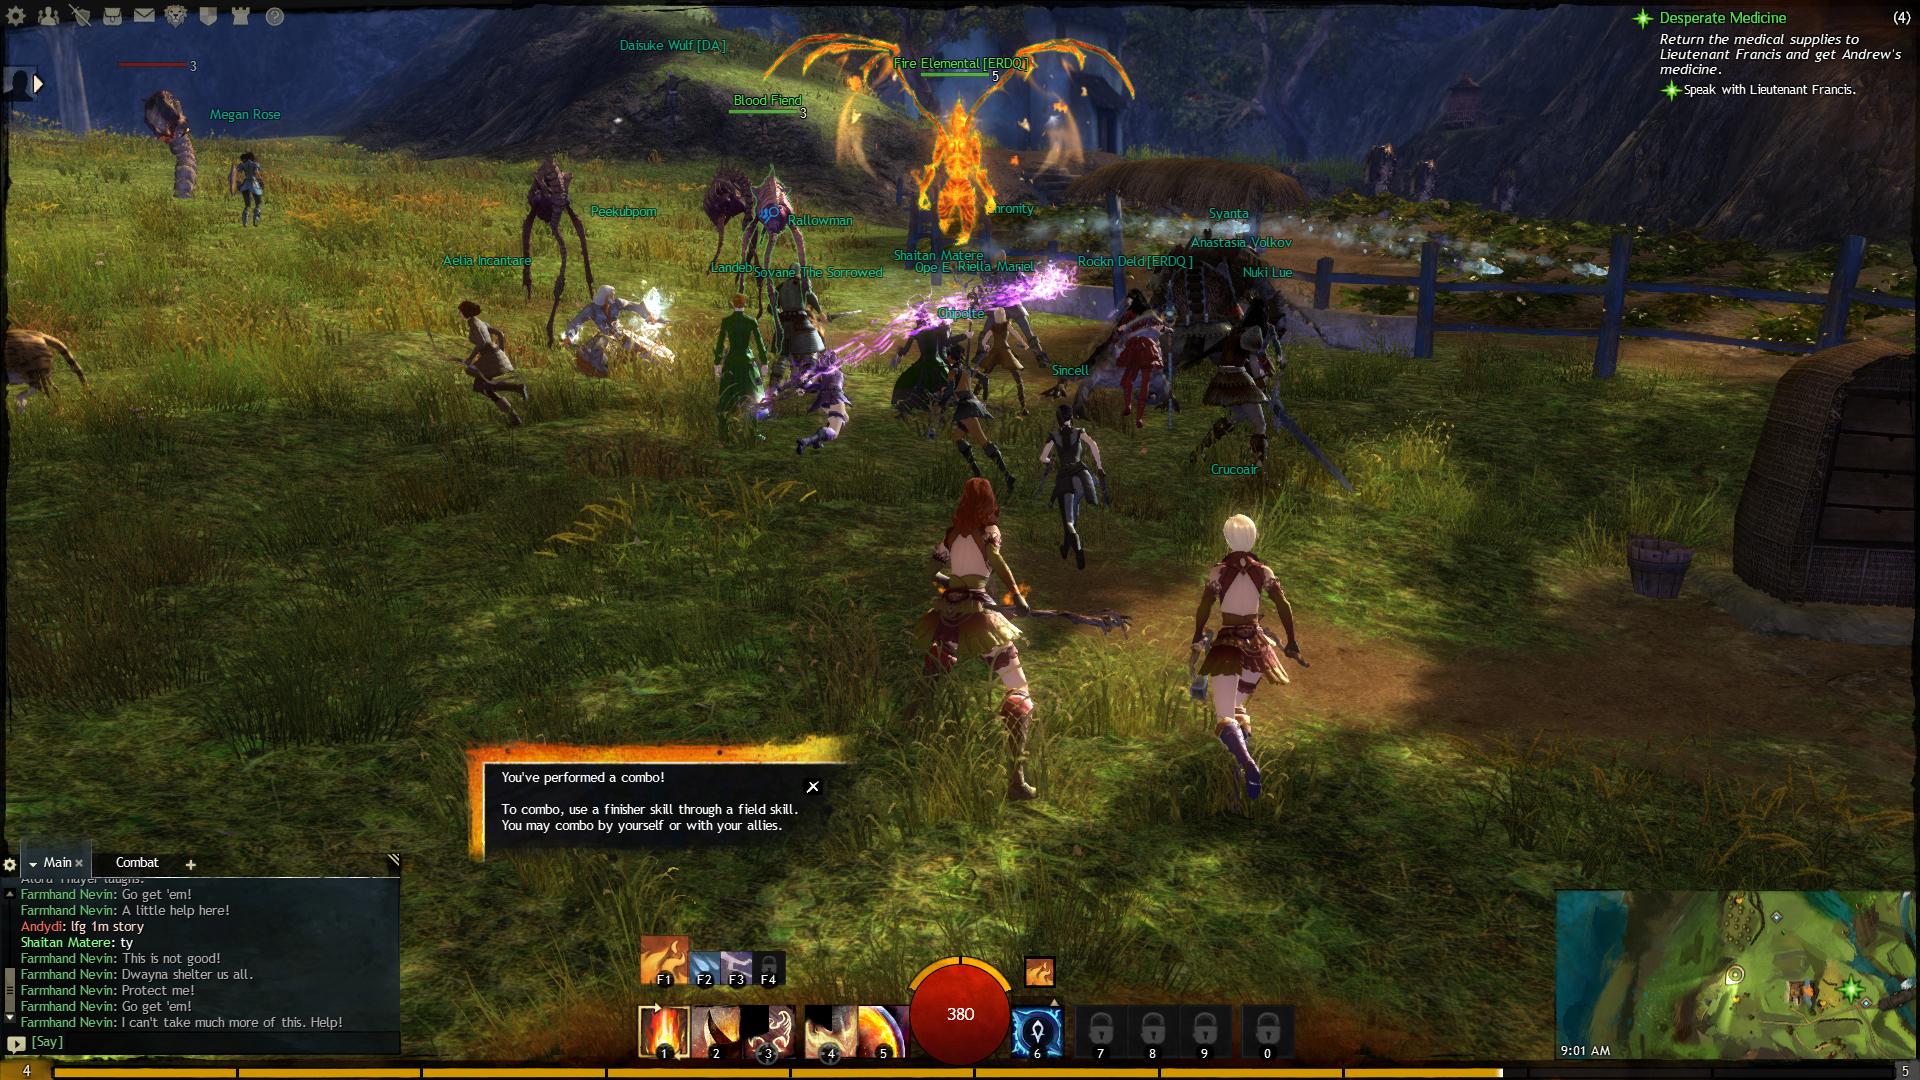 Desperate Medicine
(4)
Return the medical supplies to
Lieutenant Francis and get Andrew's
medicine.
Speak with Lieutenant Francis.
3
Daisuke Wulf [DA]
Fire Elemental [ERDQ]
5
Blood Fiend
3
Megan Rose
Peekubpom
Rallowman
Syanta
Anastasia Volkov
Aelia Incantare
Landeb
Sovane The Sorrowed
Shaitan Matere
Ope E
Riella Mariel
Rockn Deld [ERDQ]
Nuki Lue
Chipolte
Sincell
Crucoair
You've performed a combo!
To combo, use a finisher skill through a field skill.
You may combo by yourself or with your allies.
Main
Combat
Alora Thayer laughs.
Farmhand Nevin: Go get 'em!
Farmhand Nevin: A little help here!
Andydi: lfg 1m story
Shaitan Matere: ty
Farmhand Nevin: This is not good!
Farmhand Nevin: Dwayna shelter us all.
Farmhand Nevin: Protect me!
Farmhand Nevin: Go get 'em!
Farmhand Nevin: I can't take much more of this. Help!
[Say]
F1 F2 F3 F4
1 2 3 4 5
380
6 7 8 9 0
9:01 AM
4
5